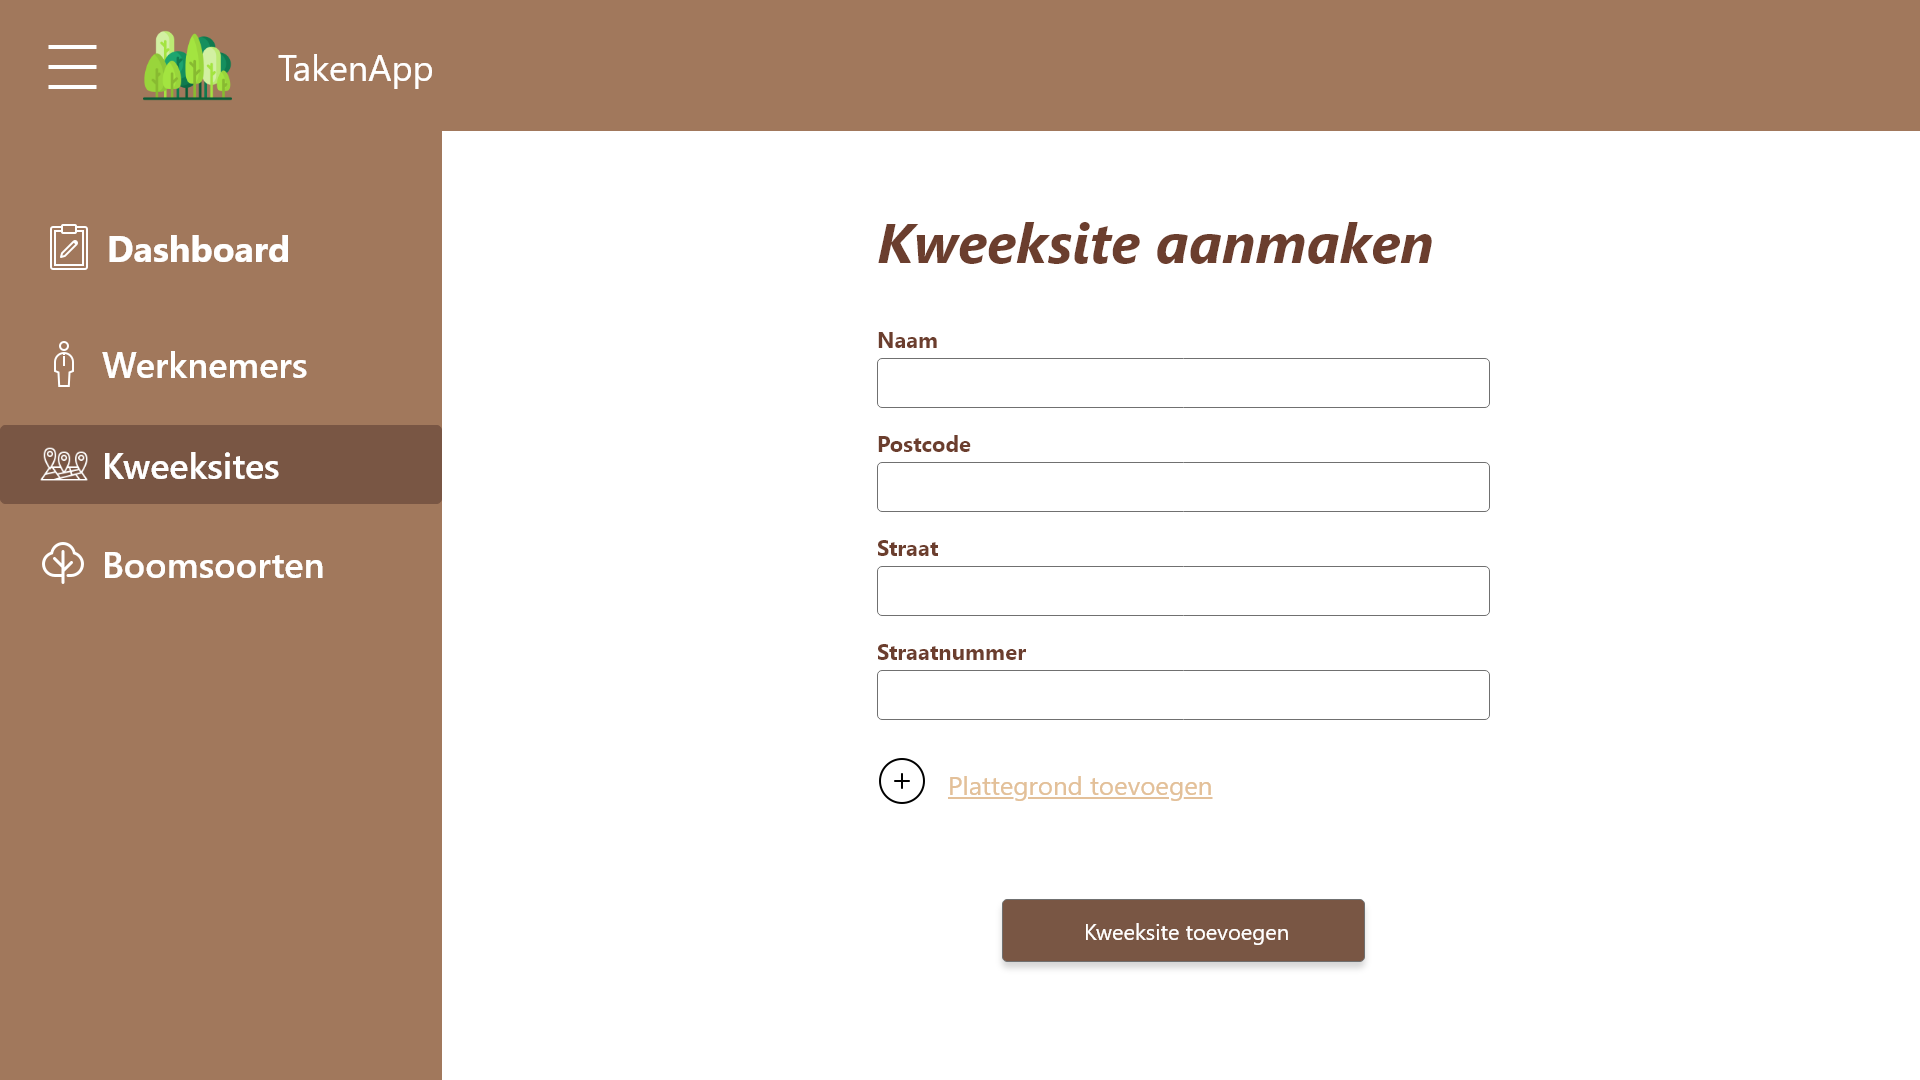 TakenApp
Dashboard
Werknemers
Kweeksites
Boomsoorten
Kweeksite aanmaken
Naam
Postcode
Straat
Straatnummer
Plattegrond toevoegen
Kweeksite toevoegen